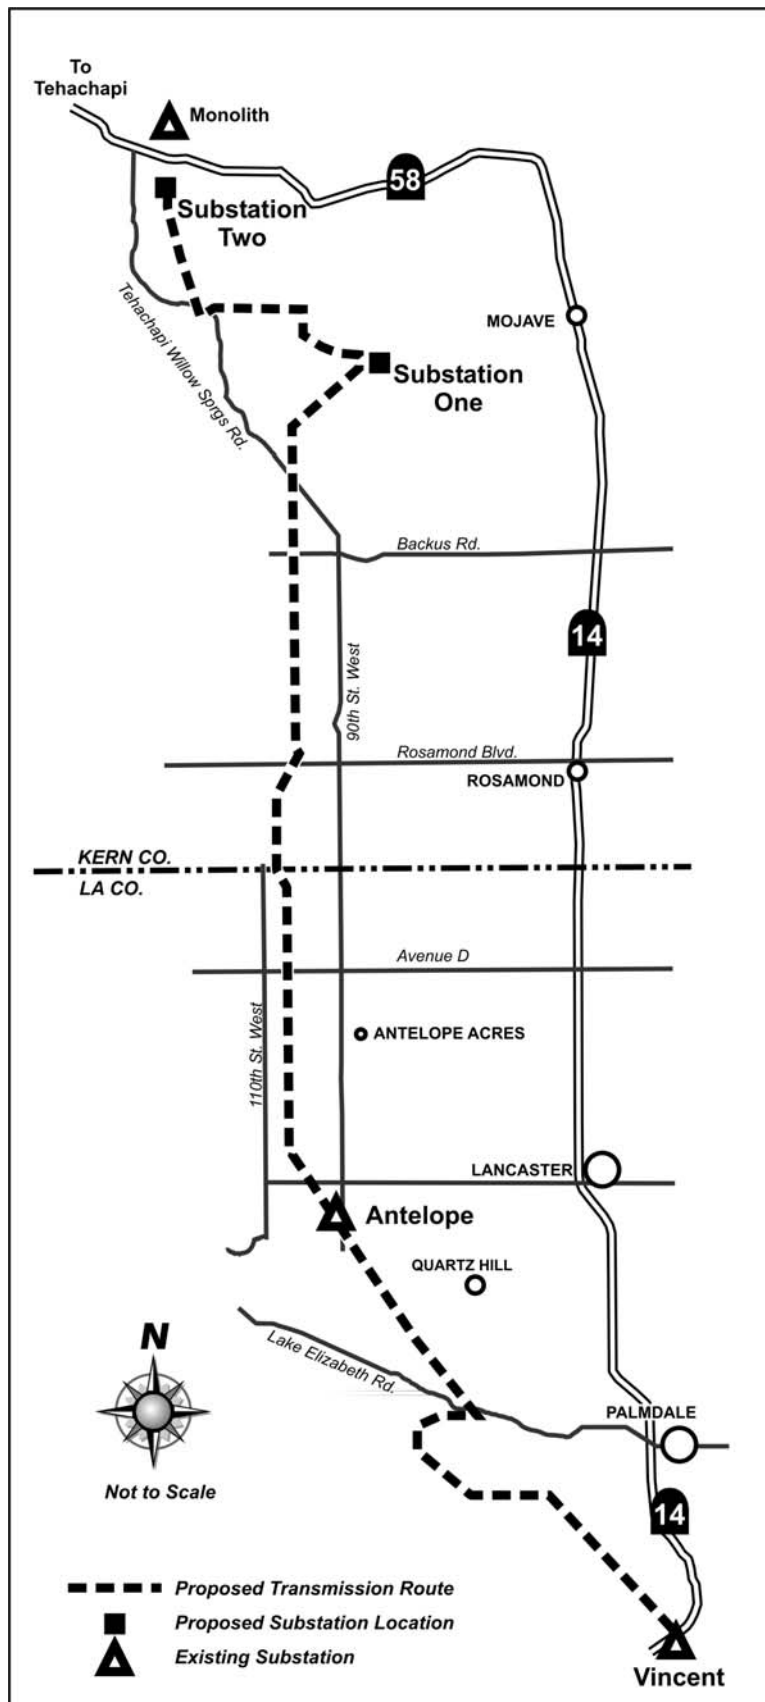 To
Tehachapi
Monolith
58
Substation
Two
Tehachapi Willow Sprgs Rd.
MOJAVE
Substation
One
Backus Rd.
14
90th St. West
Rosamond Blvd.
ROSAMOND
KERN CO.
LA CO.
Avenue D
ANTELOPE ACRES
110th St. West
LANCASTER
Antelope
QUARTZ HILL
Lake Elizabeth Rd.
N
PALMDALE
Not to Scale
14
Proposed Transmission Route
Proposed Substation Location
Existing Substation
Vincent